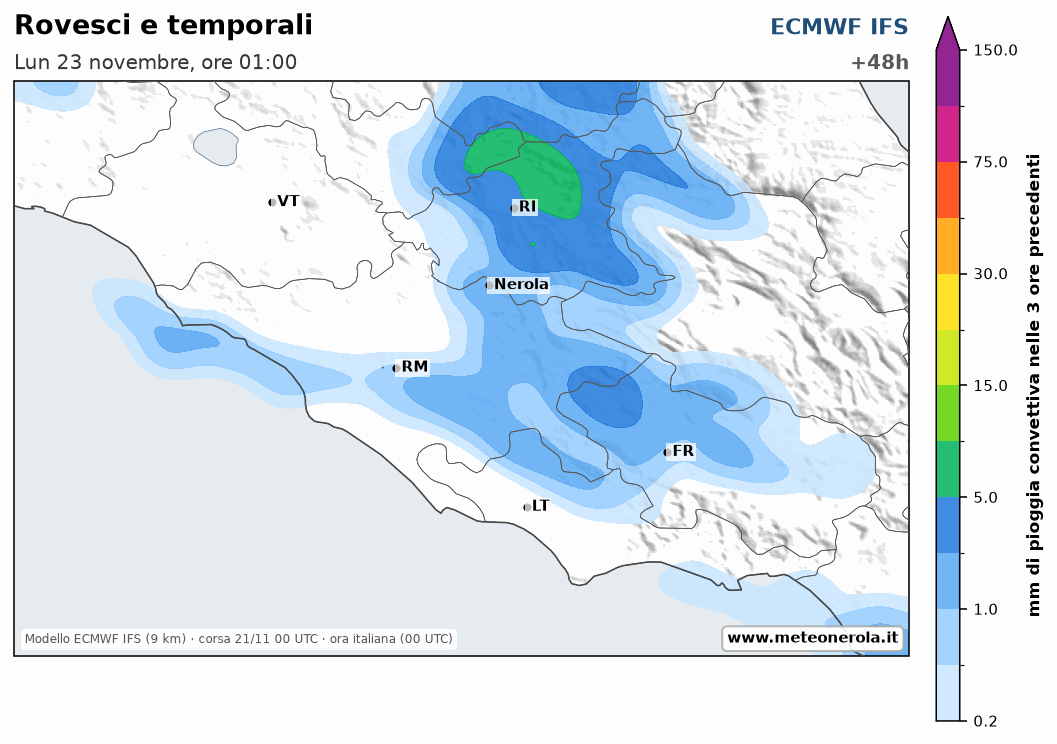 Rovesci e temporali
ECMWF IFS
Lun 23 novembre, ore 01:00
+48h
VT
RI
Nerola
RM
FR
LT
Modello ECMWF IFS (9 km) · corsa 21/11 00 UTC · ora italiana (00 UTC)
www.meteonerola.it
150.0
75.0
30.0
15.0
5.0
1.0
0.2
mm di pioggia convettiva nelle 3 ore precedenti